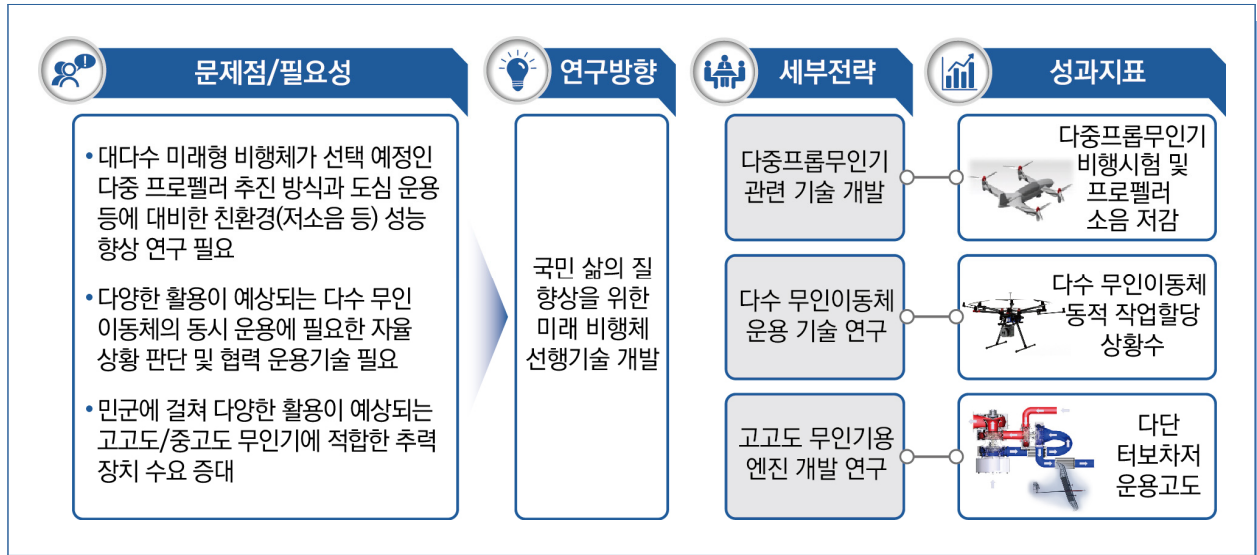 문제점/필요성
• 대다수 미래형 비행체가 선택 예정인
다중 프로펠러 추진 방식과 도심 운용
등에 대비한 친환경(저소음 등) 성능
향상 연구 필요
• 다양한 활용이 예상되는 다수 무인
이동체의 동시 운용에 필요한 자율
상황 판단 및 협력 운용기술 필요
• 민군에 걸쳐 다양한 활용이 예상되는
고고도/중고도 무인기에 적합한 추력
장치 수요 증대
연구방향
국민 삶의 질
향상을 위한
미래 비행체
선행기술 개발
세부전략
다중프롭무인기
관련 기술 개발
다수 무인이동체
운용 기술 연구
고고도 무인기용
엔진 개발 연구
성과지표
다중프롭무인기
비행시험 및
프로펠러
소음 저감
다수 무인이동체
동적 작업할당
상황수
다단
터보차저
운용고도